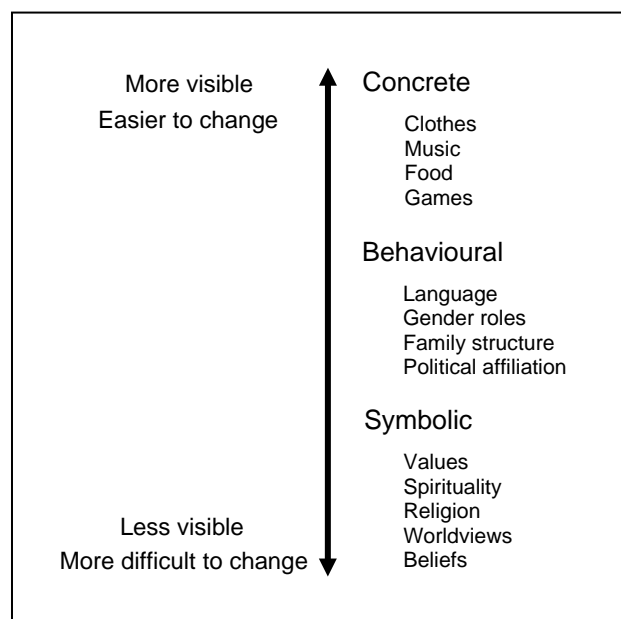 More visible
Easier to change
Concrete
Clothes
Music
Food
Games
Behavioural
Language
Gender roles
Family structure
Political affiliation
Symbolic
Values
Spirituality
Religion
Worldviews
Beliefs
Less visible
More difficult to change